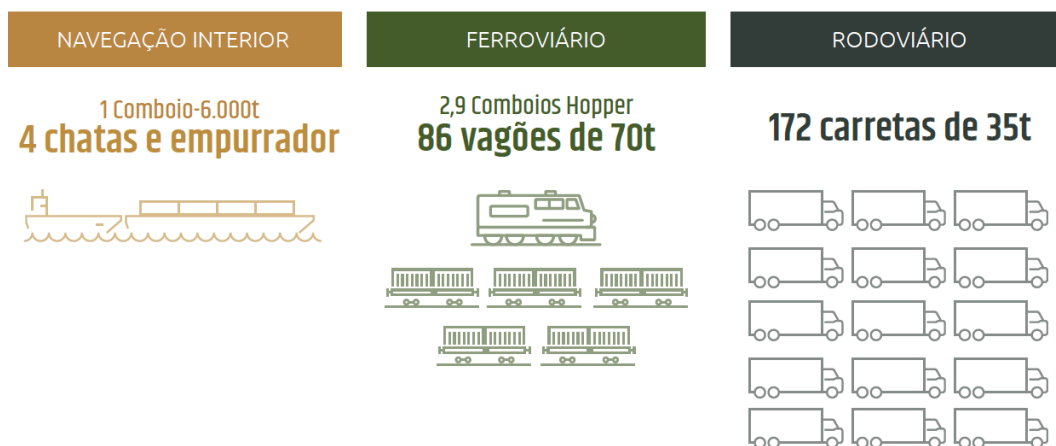 NAVEGAÇÃO INTERIOR
1 Comboio-6.000t
4 chatas e empurrador
FERROVIÁRIO
2,9 Comboios Hopper
86 vagões de 70t
RODOVIÁRIO
172 carretas de 35t